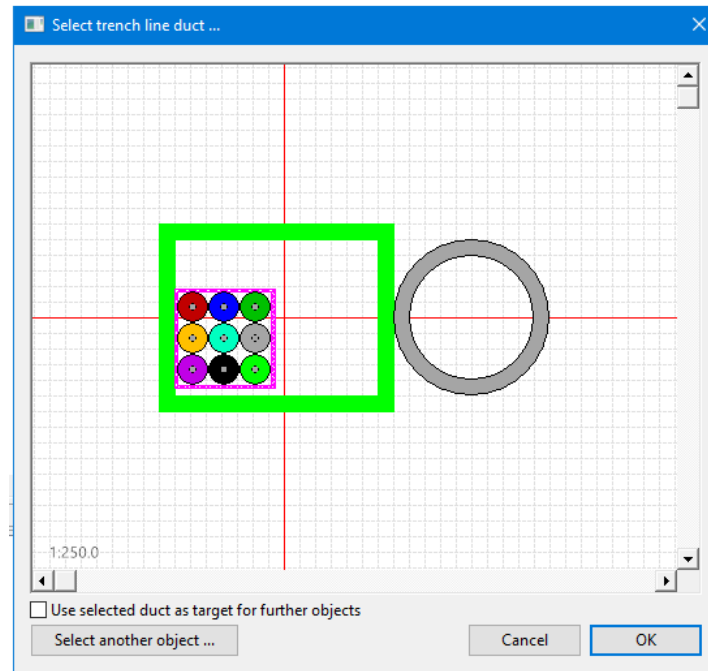 Select trench line duct ...
1:250.0
Use selected duct as target for further objects
Select another object ...
Cancel
OK